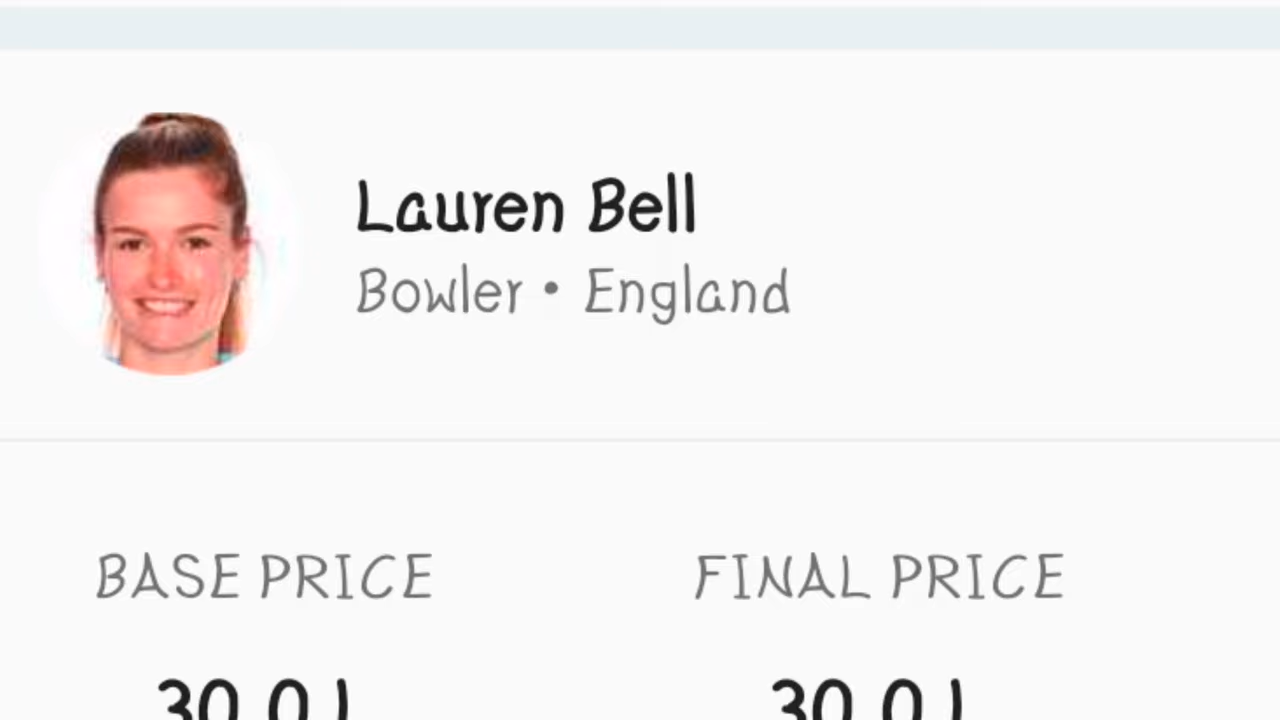 Lauren Bell
Bowler • England
BASE PRICE FINAL PRICE
30.0 L 30.0 L